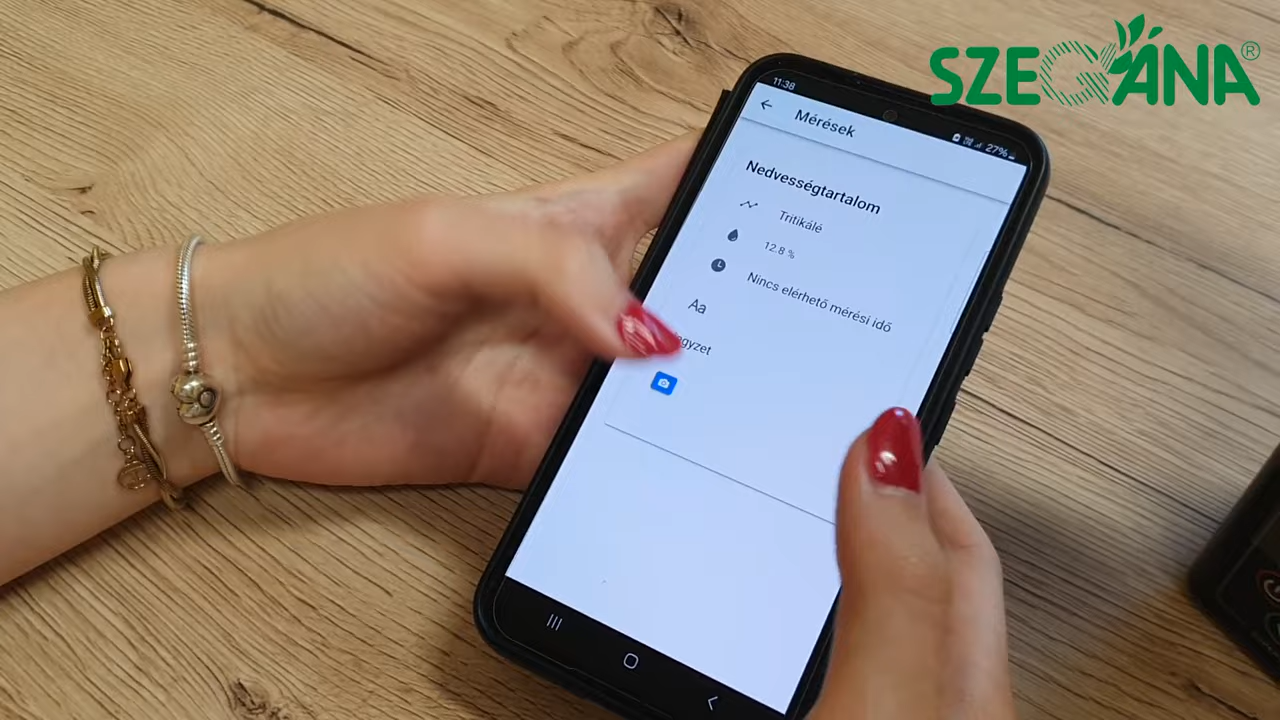 SZEGÁNA®
11:38
27%
Mérések
Nedvességtartalom
Tritikálé
12.8 %
Nincs elérhető mérési idő
Aa